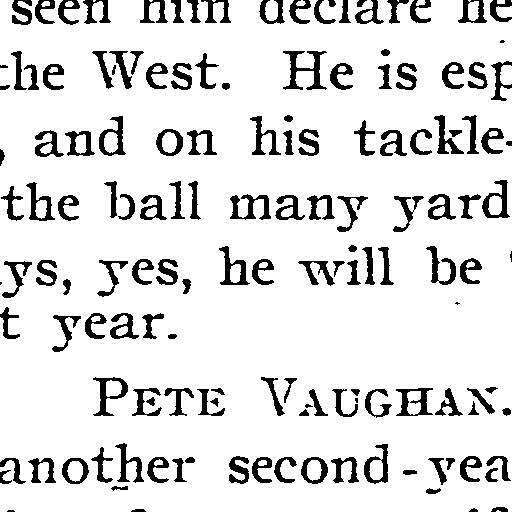 seen him declare he
the West. He is esp
, and on his tackle-
the ball many yard
ys, yes, he will be
t year.
PETE VAUGHAN.
another second-yea